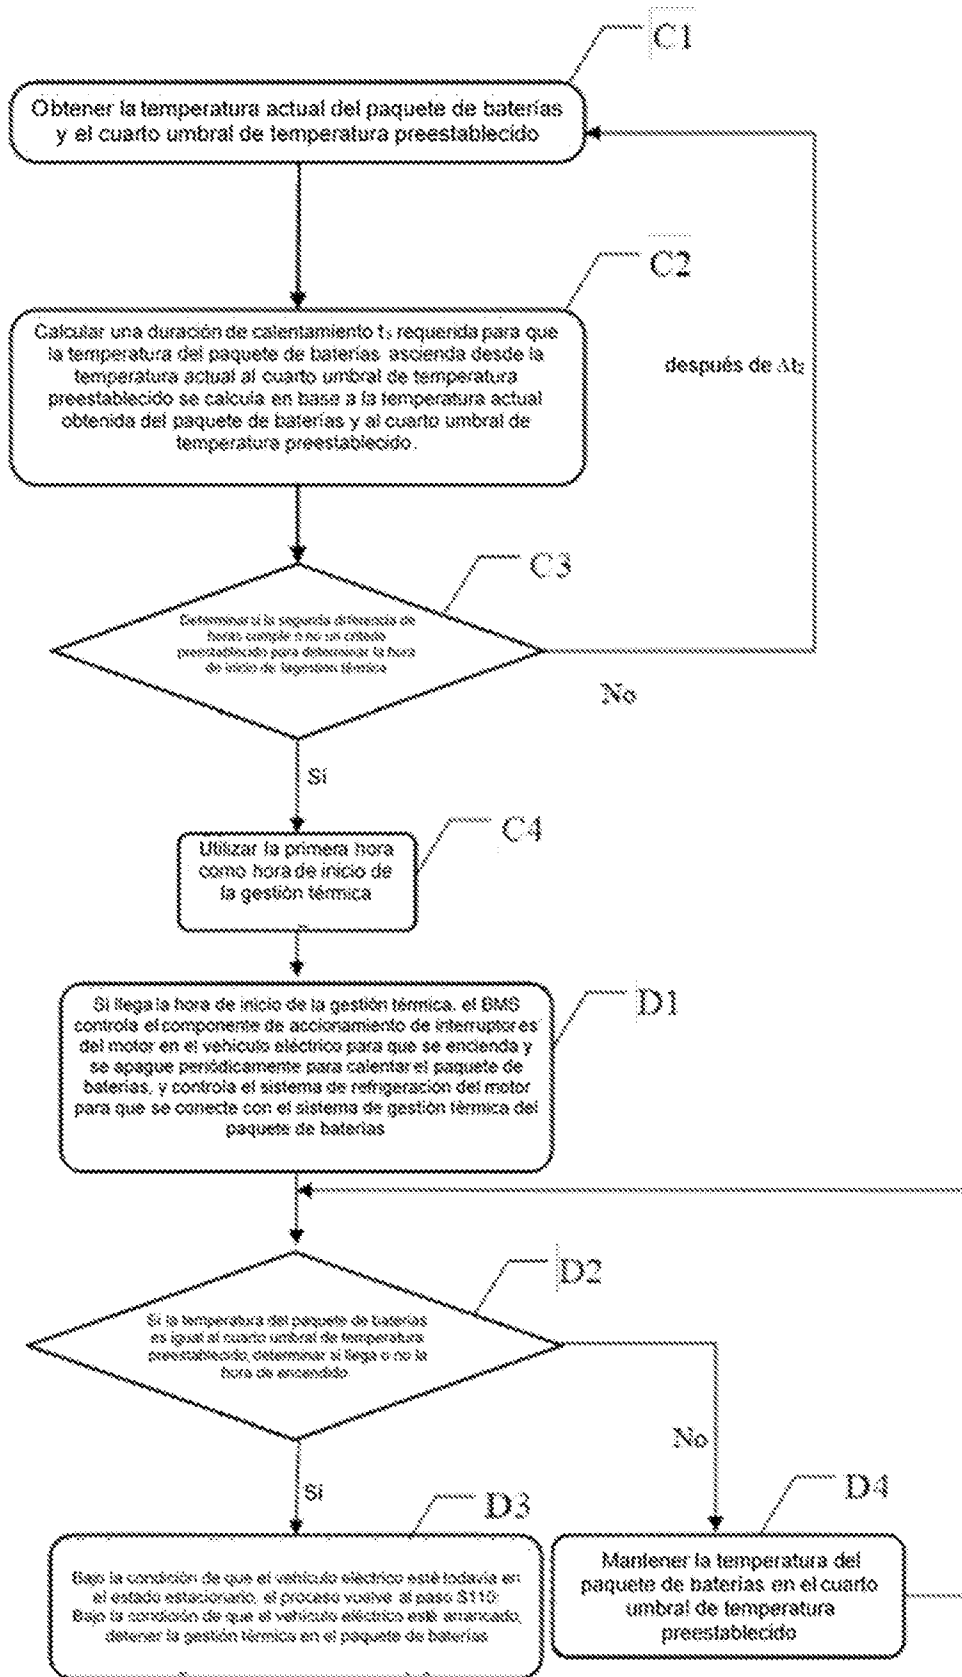 C1
Obtener la temperatura actual del paquete de baterías
y el cuarto umbral de temperatura preestablecido
C2
Calcular una duración de calentamiento t₃ requerida para que
la temperatura del paquete de baterías ascienda desde la
temperatura actual al cuarto umbral de temperatura
preestablecido se calcula en base a la temperatura actual
obtenida del paquete de baterías y al cuarto umbral de
temperatura preestablecido.
después de Δt₂
C3
Determinar si la segunda diferencia de
horas cumple o no un criterio
preestablecido para determinar la hora
de inicio de la gestión térmica
No
Sí
C4
Utilizar la primera hora
como hora de inicio de
la gestión térmica
D1
Si llega la hora de inicio de la gestión térmica, el BMS
controla el componente de accionamiento de interruptores
del motor en el vehículo eléctrico para que se encienda y
se apague periódicamente para calentar el paquete de
baterías, y controla el sistema de refrigeración del motor
para que se conecte con el sistema de gestión térmica del
paquete de baterías
D2
Si la temperatura del paquete de baterías
es igual al cuarto umbral de temperatura
preestablecido, determinar si llega o no la
hora de encendido
No
Sí
D3
Bajo la condición de que el vehículo eléctrico esté todavía en
el estado estacionario, el proceso vuelve al paso S110;
Bajo la condición de que el vehículo eléctrico esté arrancado,
detener la gestión térmica en el paquete de baterías
D4
Mantener la temperatura del
paquete de baterías en el cuarto
umbral de temperatura
preestablecido